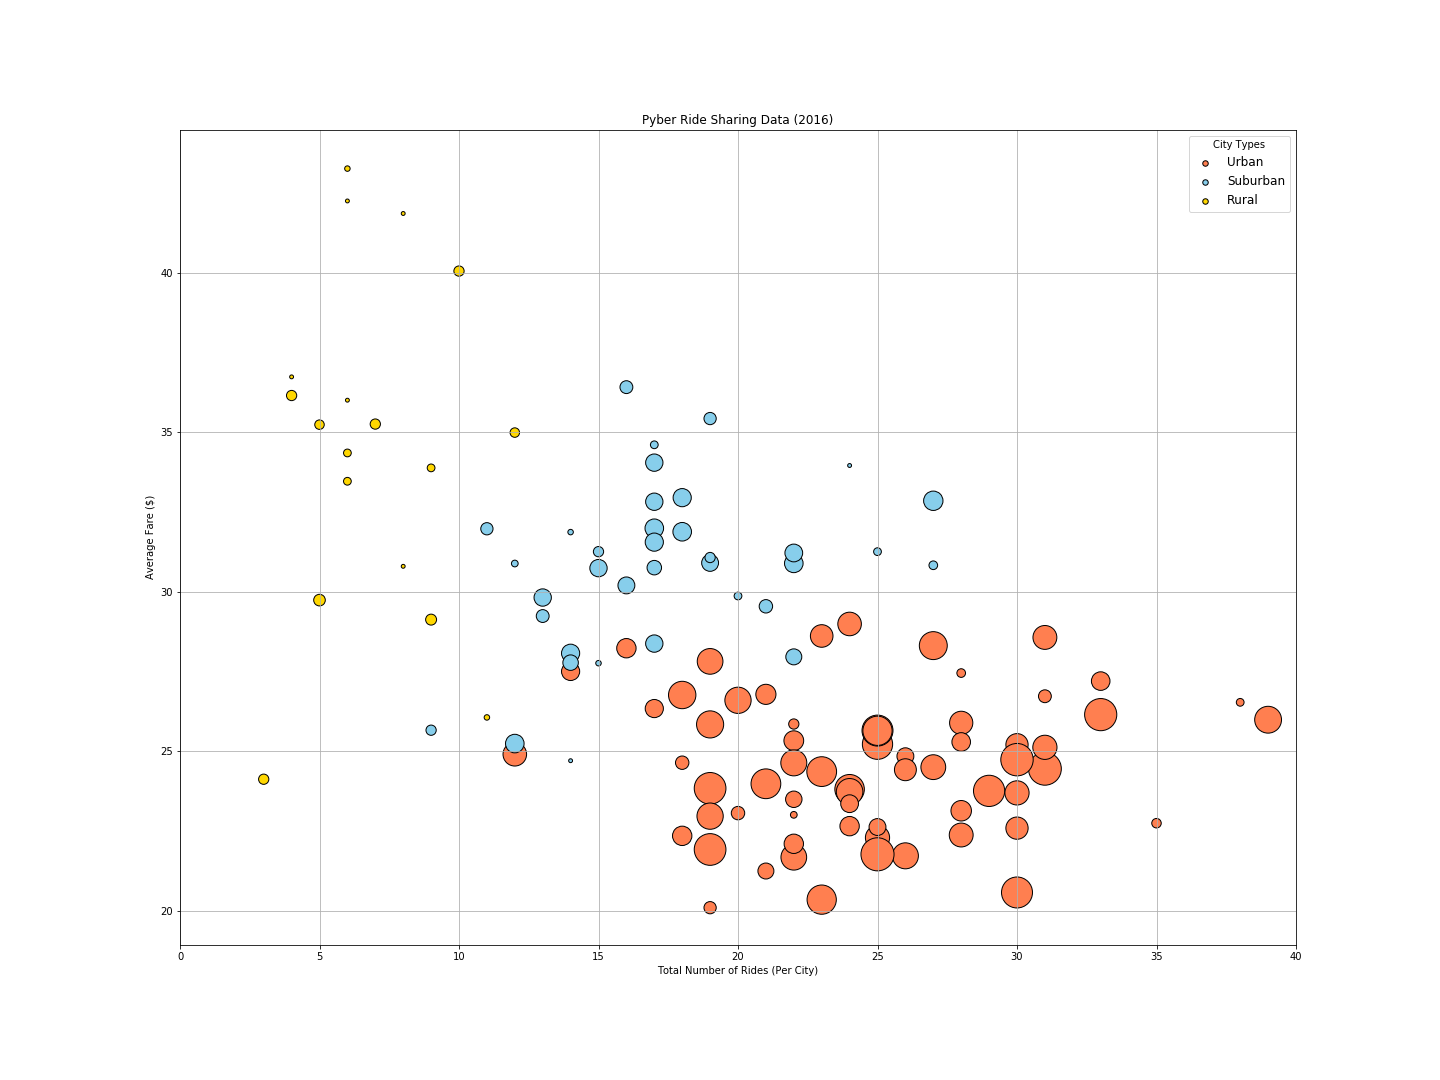 Pyber Ride Sharing Data (2016)
City Types
Urban
Suburban
Rural
40
35
30
25
20
Average Fare ($)
0 5 10 15 20 25 30 35 40
Total Number of Rides (Per City)